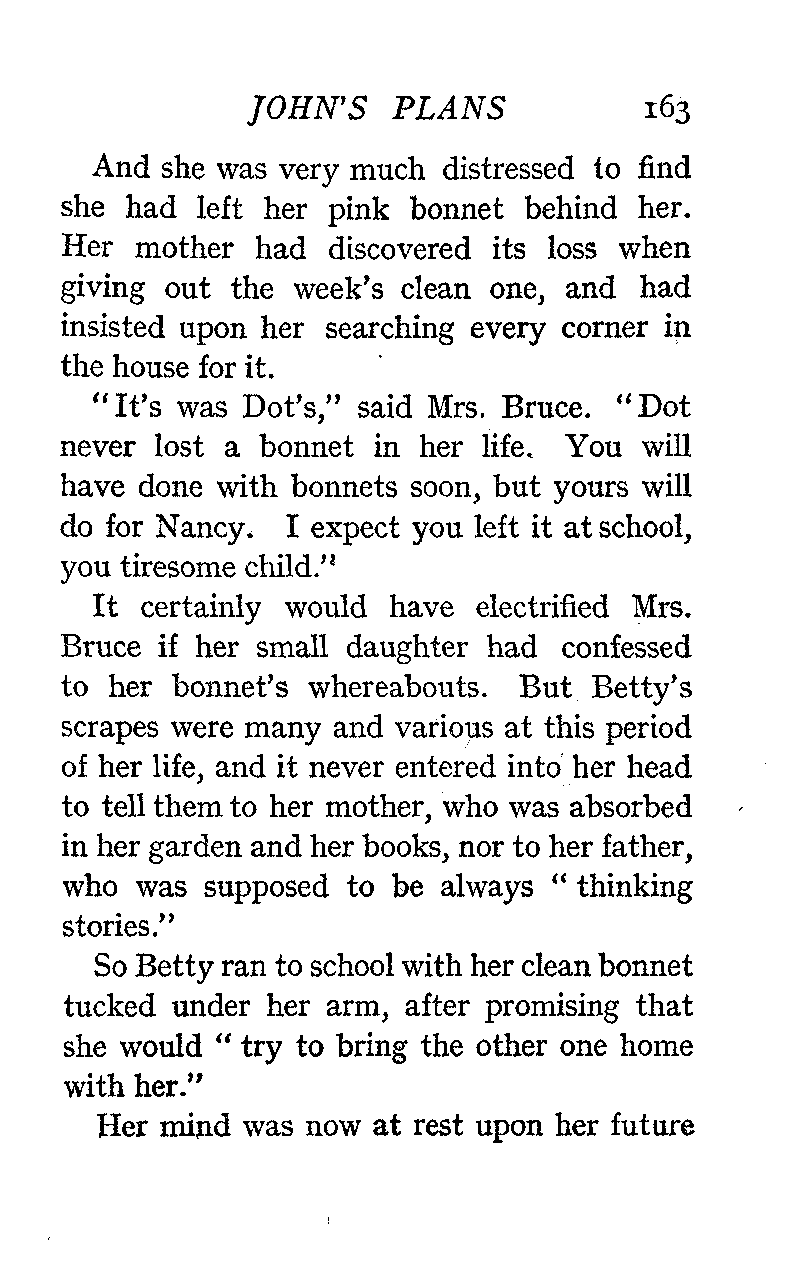 JOHN'S PLANS 163
And she was very much distressed to find
she had left her pink bonnet behind her.
Her mother had discovered its loss when
giving out the week's clean one, and had
insisted upon her searching every corner in
the house for it.
"It's was Dot's," said Mrs. Bruce. "Dot
never lost a bonnet in her life. You will
have done with bonnets soon, but yours will
do for Nancy. I expect you left it at school,
you tiresome child."
It certainly would have electrified Mrs.
Bruce if her small daughter had confessed
to her bonnet's whereabouts. But Betty's
scrapes were many and various at this period
of her life, and it never entered into her head
to tell them to her mother, who was absorbed
in her garden and her books, nor to her father,
who was supposed to be always "thinking
stories."
So Betty ran to school with her clean bonnet
tucked under her arm, after promising that
she would "try to bring the other one home
with her."
Her mind was now at rest upon her future